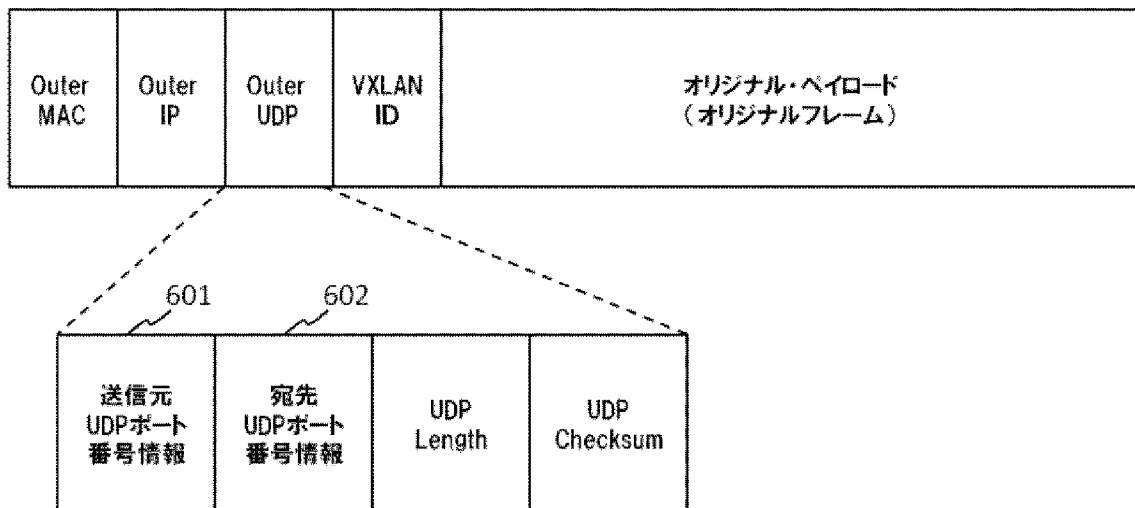 Outer
MAC
Outer
IP
Outer
UDP
VXLAN
ID
オリジナル・ペイロード
(オリジナルフレーム)
601
602
送信元
UDPポート
番号情報
宛先
UDPポート
番号情報
UDP
Length
UDP
Checksum